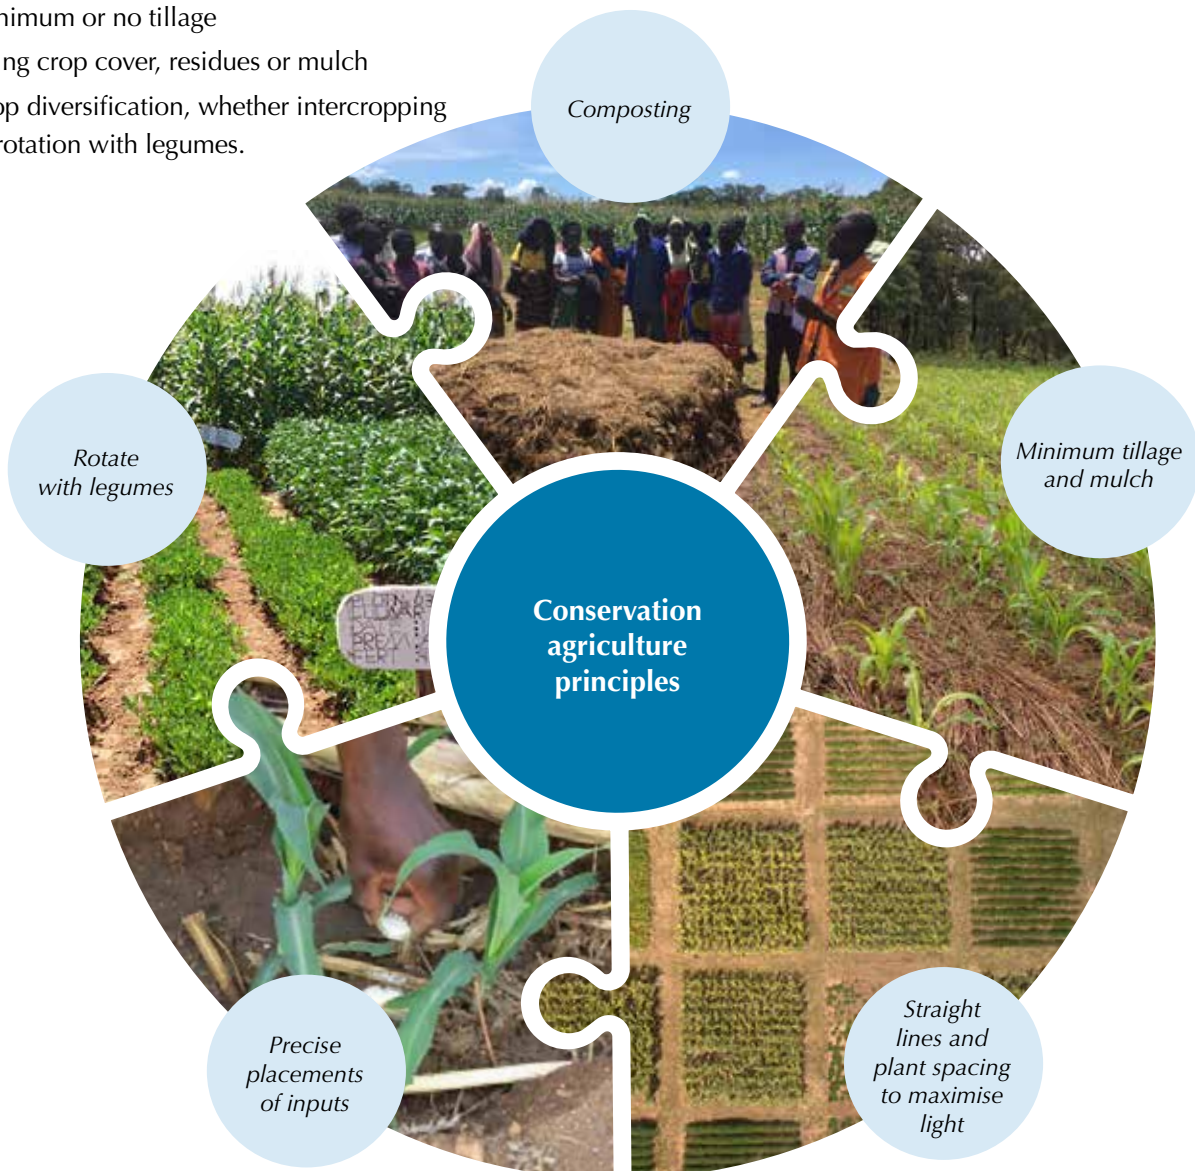 nimum or no tillage
ng crop cover, residues or mulch
op diversification, whether intercropping
rotation with legumes.
Composting
Rotate
with legumes
Minimum tillage
and mulch
Conservation
agriculture
principles
Precise
placements
of inputs
Straight
lines and
plant spacing
to maximise
light